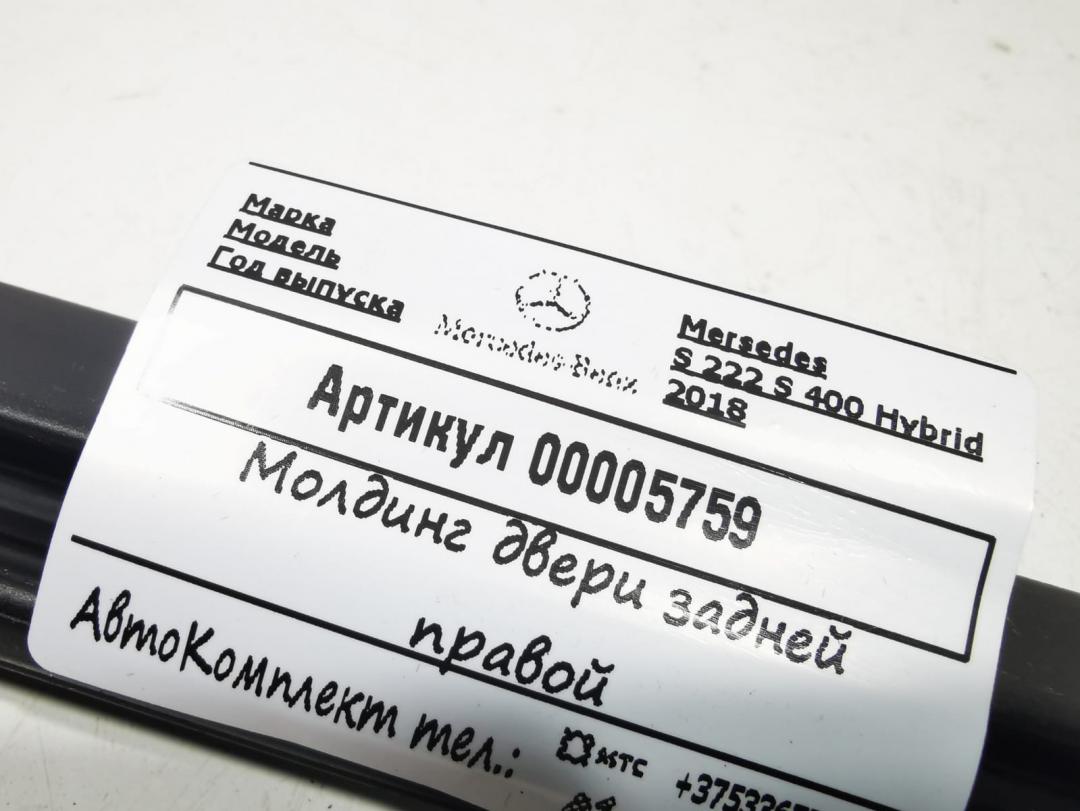 Марка
Модель
Год выпуска
Mercedes-Benz
Mersedes
S 222 S 400 Hybrid
2018
Артикул 00005759
Молдинг двери задней
правой
АвтоКомплект тел.:
мтс